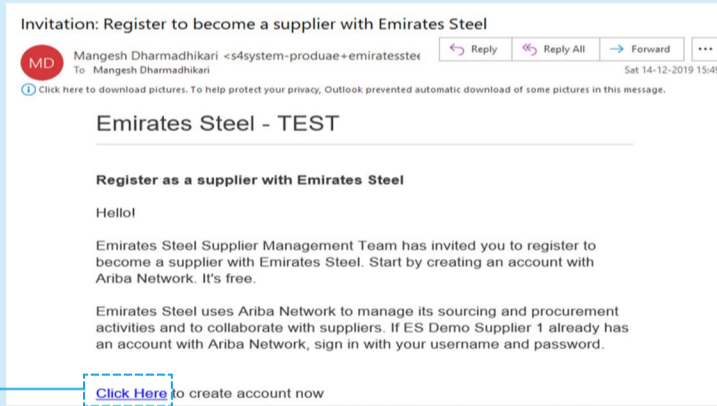 Invitation: Register to become a supplier with Emirates Steel
MD
Mangesh Dharmadhikari <s4system-produae+emiratesstee
Reply
Reply All
Forward
To Mangesh Dharmadhikari
Sat 14-12-2019 15:49
Click here to download pictures. To help protect your privacy, Outlook prevented automatic download of some pictures in this message.
Emirates Steel - TEST
Register as a supplier with Emirates Steel
Hello!
Emirates Steel Supplier Management Team has invited you to register to
become a supplier with Emirates Steel. Start by creating an account with
Ariba Network. It's free.
Emirates Steel uses Ariba Network to manage its sourcing and procurement
activities and to collaborate with suppliers. If ES Demo Supplier 1 already has
an account with Ariba Network, sign in with your username and password.
Click Here to create account now